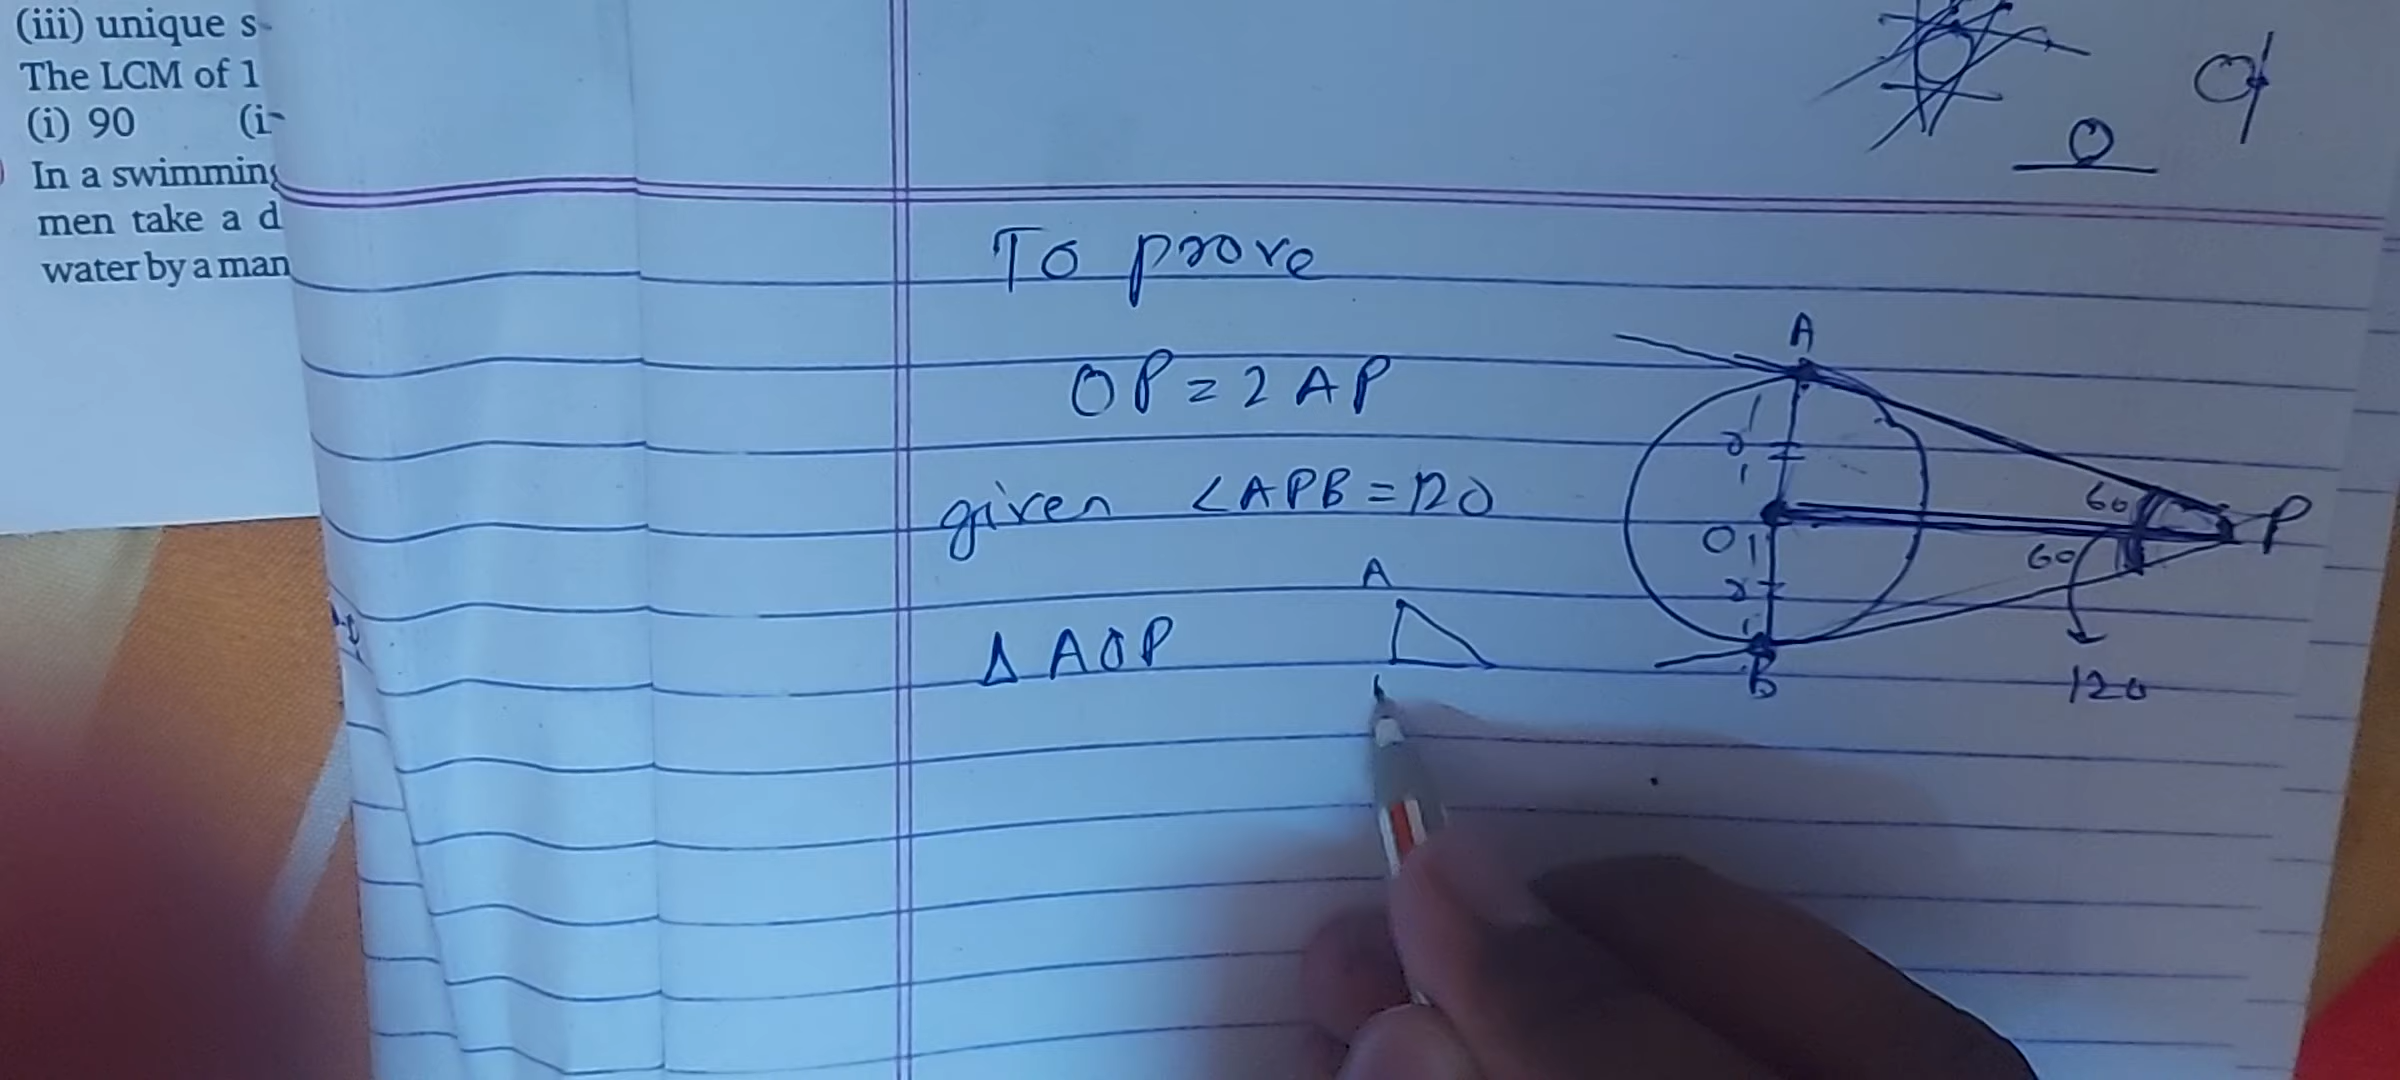 (iii) unique s
The LCM of 1
(i) 90 (i
In a swimming
men take a d
water by a man
To prove
OP = 2 AP
given ∠APB = 120
Δ AOP
A
A
r
O
r
B
60
60
P
120